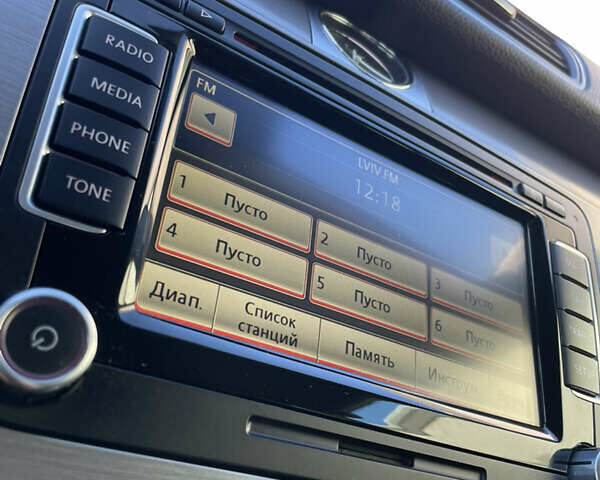 RADIO
MEDIA
PHONE
TONE
FM
LVIV.FM
12:18
1 Пусто
2 Пусто
3 Пусто
4 Пусто
5 Пусто
6 Пусто
Диап.
Список
станций
Память
Инструм.